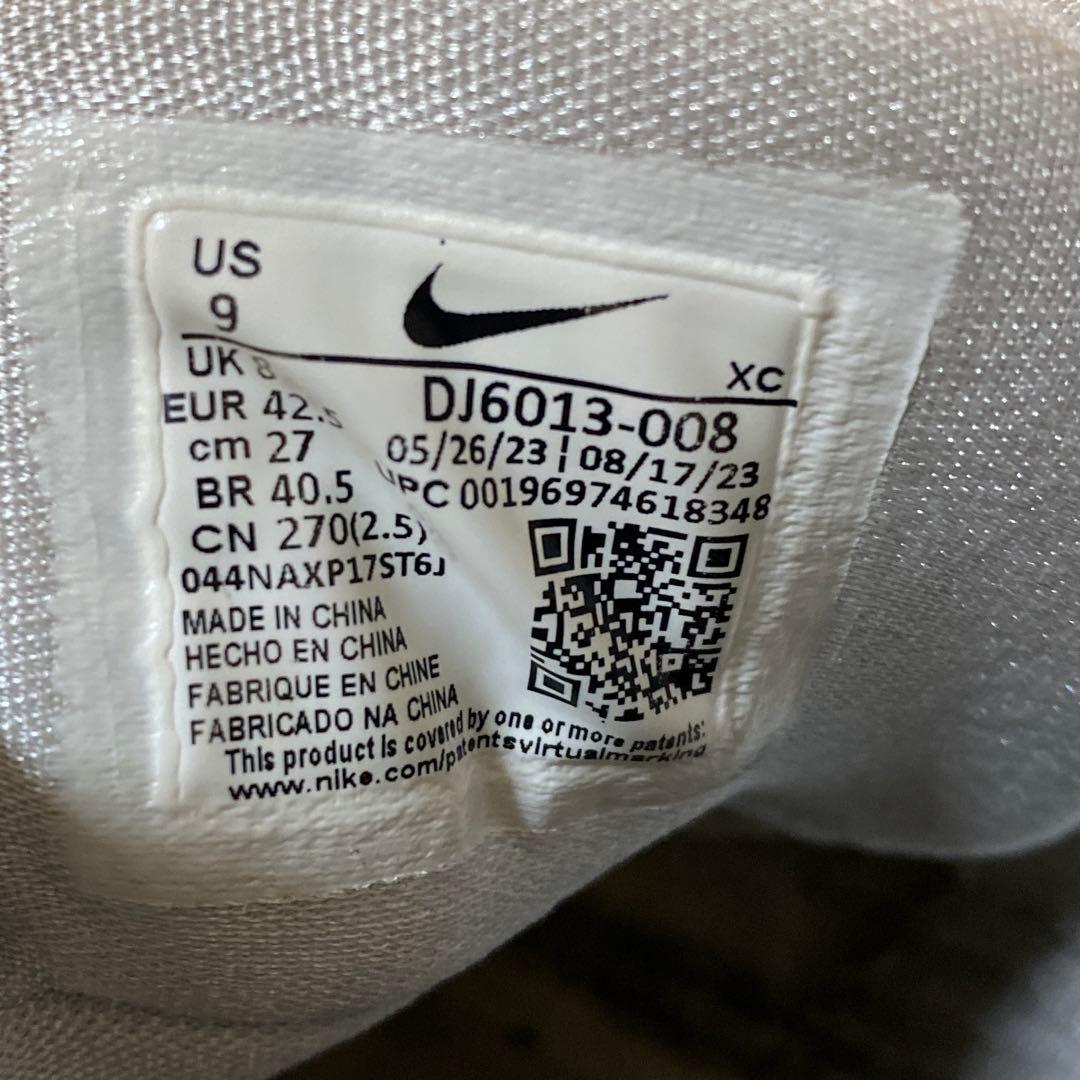 US
9
UK 8
EUR 42.5
cm 27
BR 40.5
CN 270(2.5)
044NAXP17ST6J
XC
DJ6013-008
05/26/23 | 08/17/23
UPC 00196974618348
MADE IN CHINA
HECHO EN CHINA
FABRIQUE EN CHINE
FABRICADO NA CHINA
This product is covered by one or more patents:
www.nike.com/patentsvirtualmarking